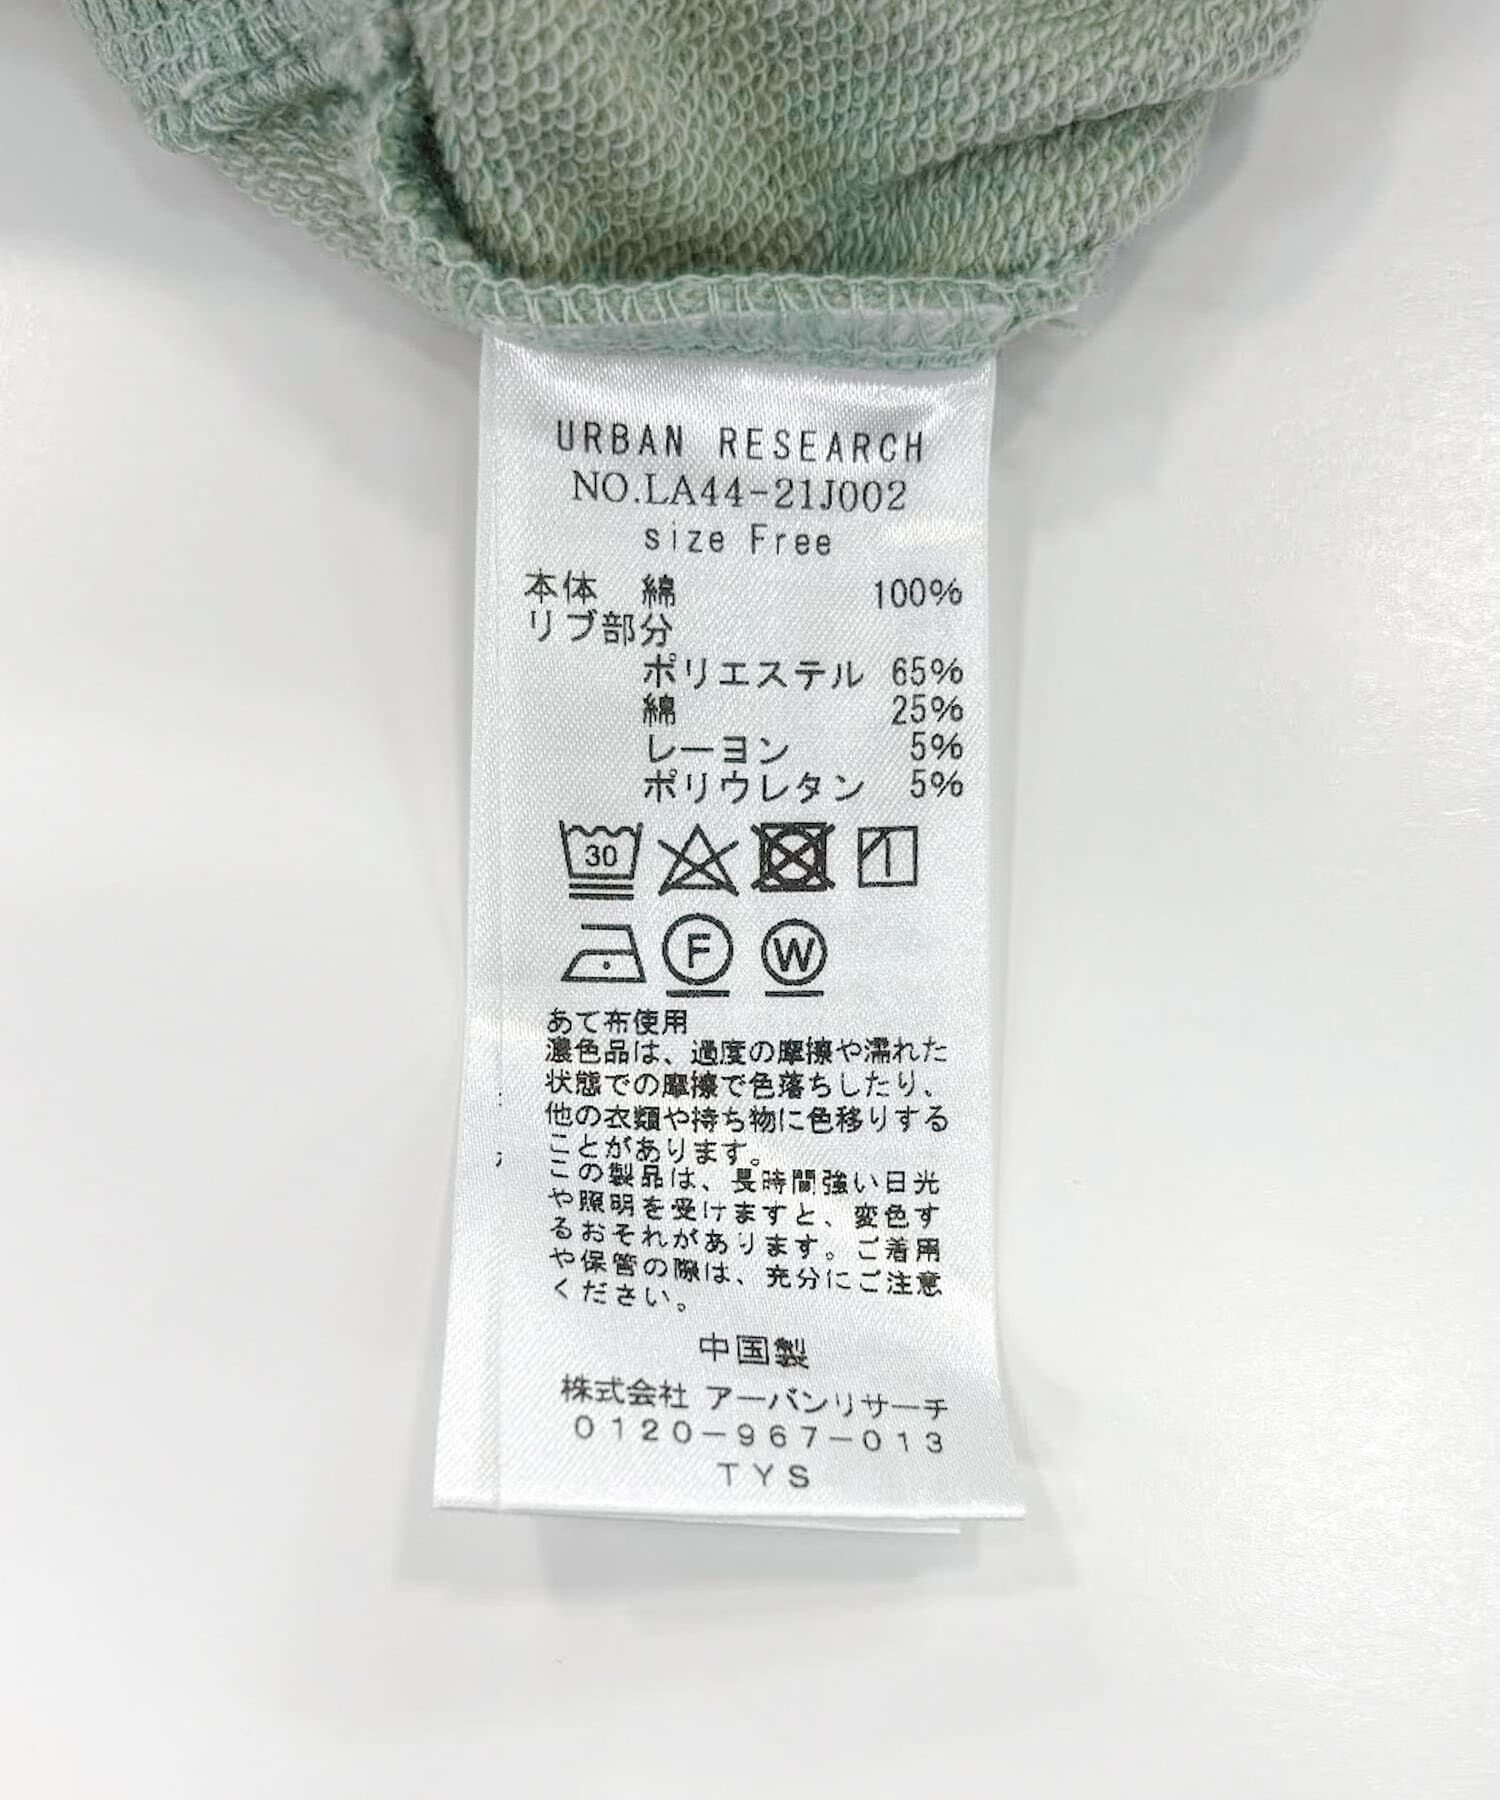 URBAN RESEARCH
NO.LA44-21J002
size Free
本体 綿 100%
リブ部分
ポリエステル 65%
綿 25%
レーヨン 5%
ポリウレタン 5%
30
F W
あて布使用
濃色品は、過度の摩擦や濡れた
状態での摩擦で色落ちしたり、
他の衣類や持ち物に色移りする
ことがあります。
この製品は、長時間強い日光
や照明を受けますと、変色す
るおそれがあります。ご着用
や保管の際は、充分にご注意
ください。
中国製
株式会社 アーバンリサーチ
0120-967-013
TYS